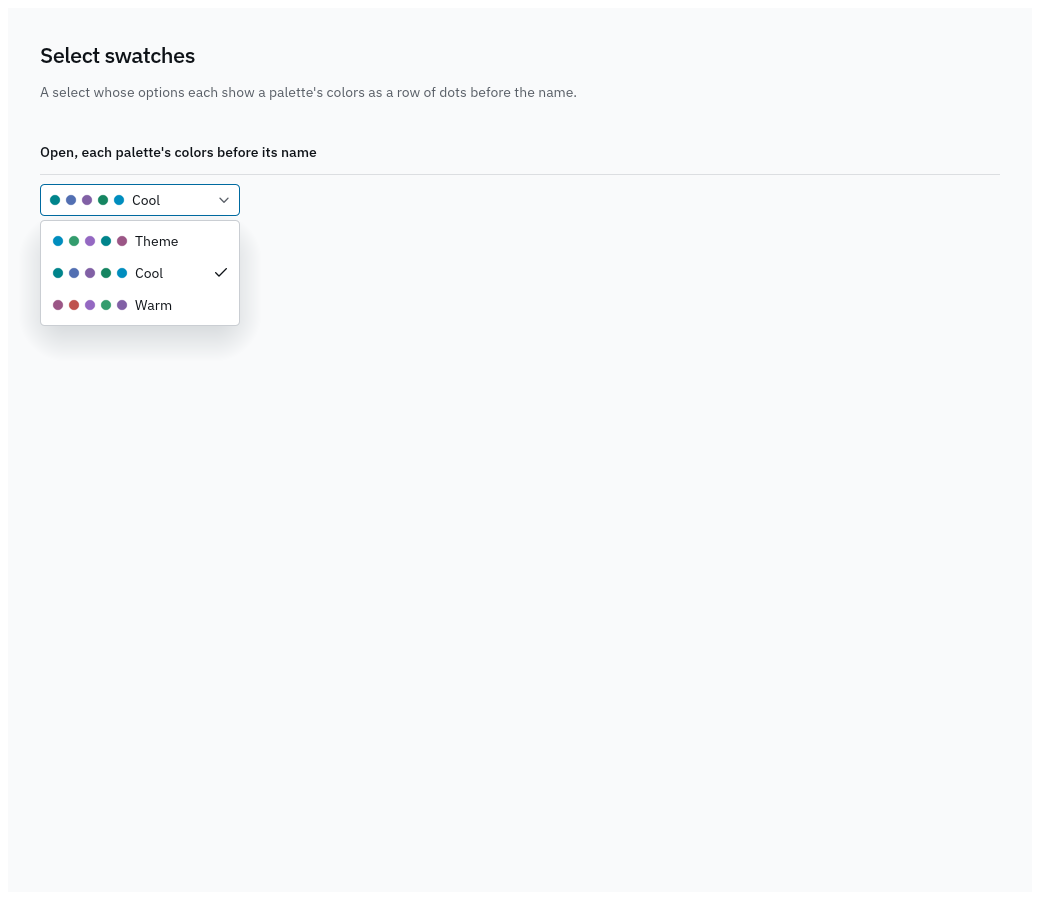 Select swatches
A select whose options each show a palette's colors as a row of dots before the name.
Open, each palette's colors before its name
Cool
Theme
Cool
Warm